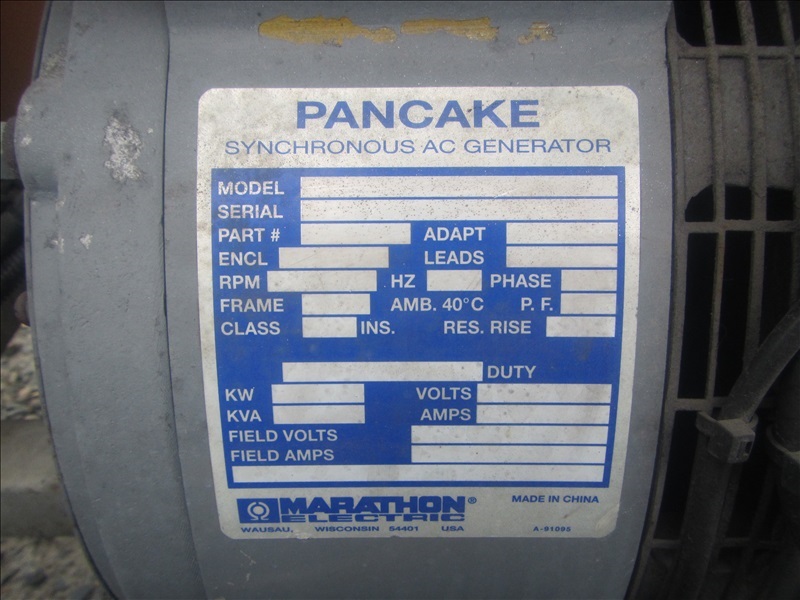 PANCAKE
SYNCHRONOUS AC GENERATOR
MODEL
SERIAL
PART # ADAPT
ENCL LEADS
RPM HZ PHASE
FRAME AMB. 40°C P. F.
CLASS INS. RES. RISE
DUTY
KW VOLTS
KVA AMPS
FIELD VOLTS
FIELD AMPS
MARATHON® MADE IN CHINA
ELECTRIC
WAUSAU, WISCONSIN 54401 USA A-91095